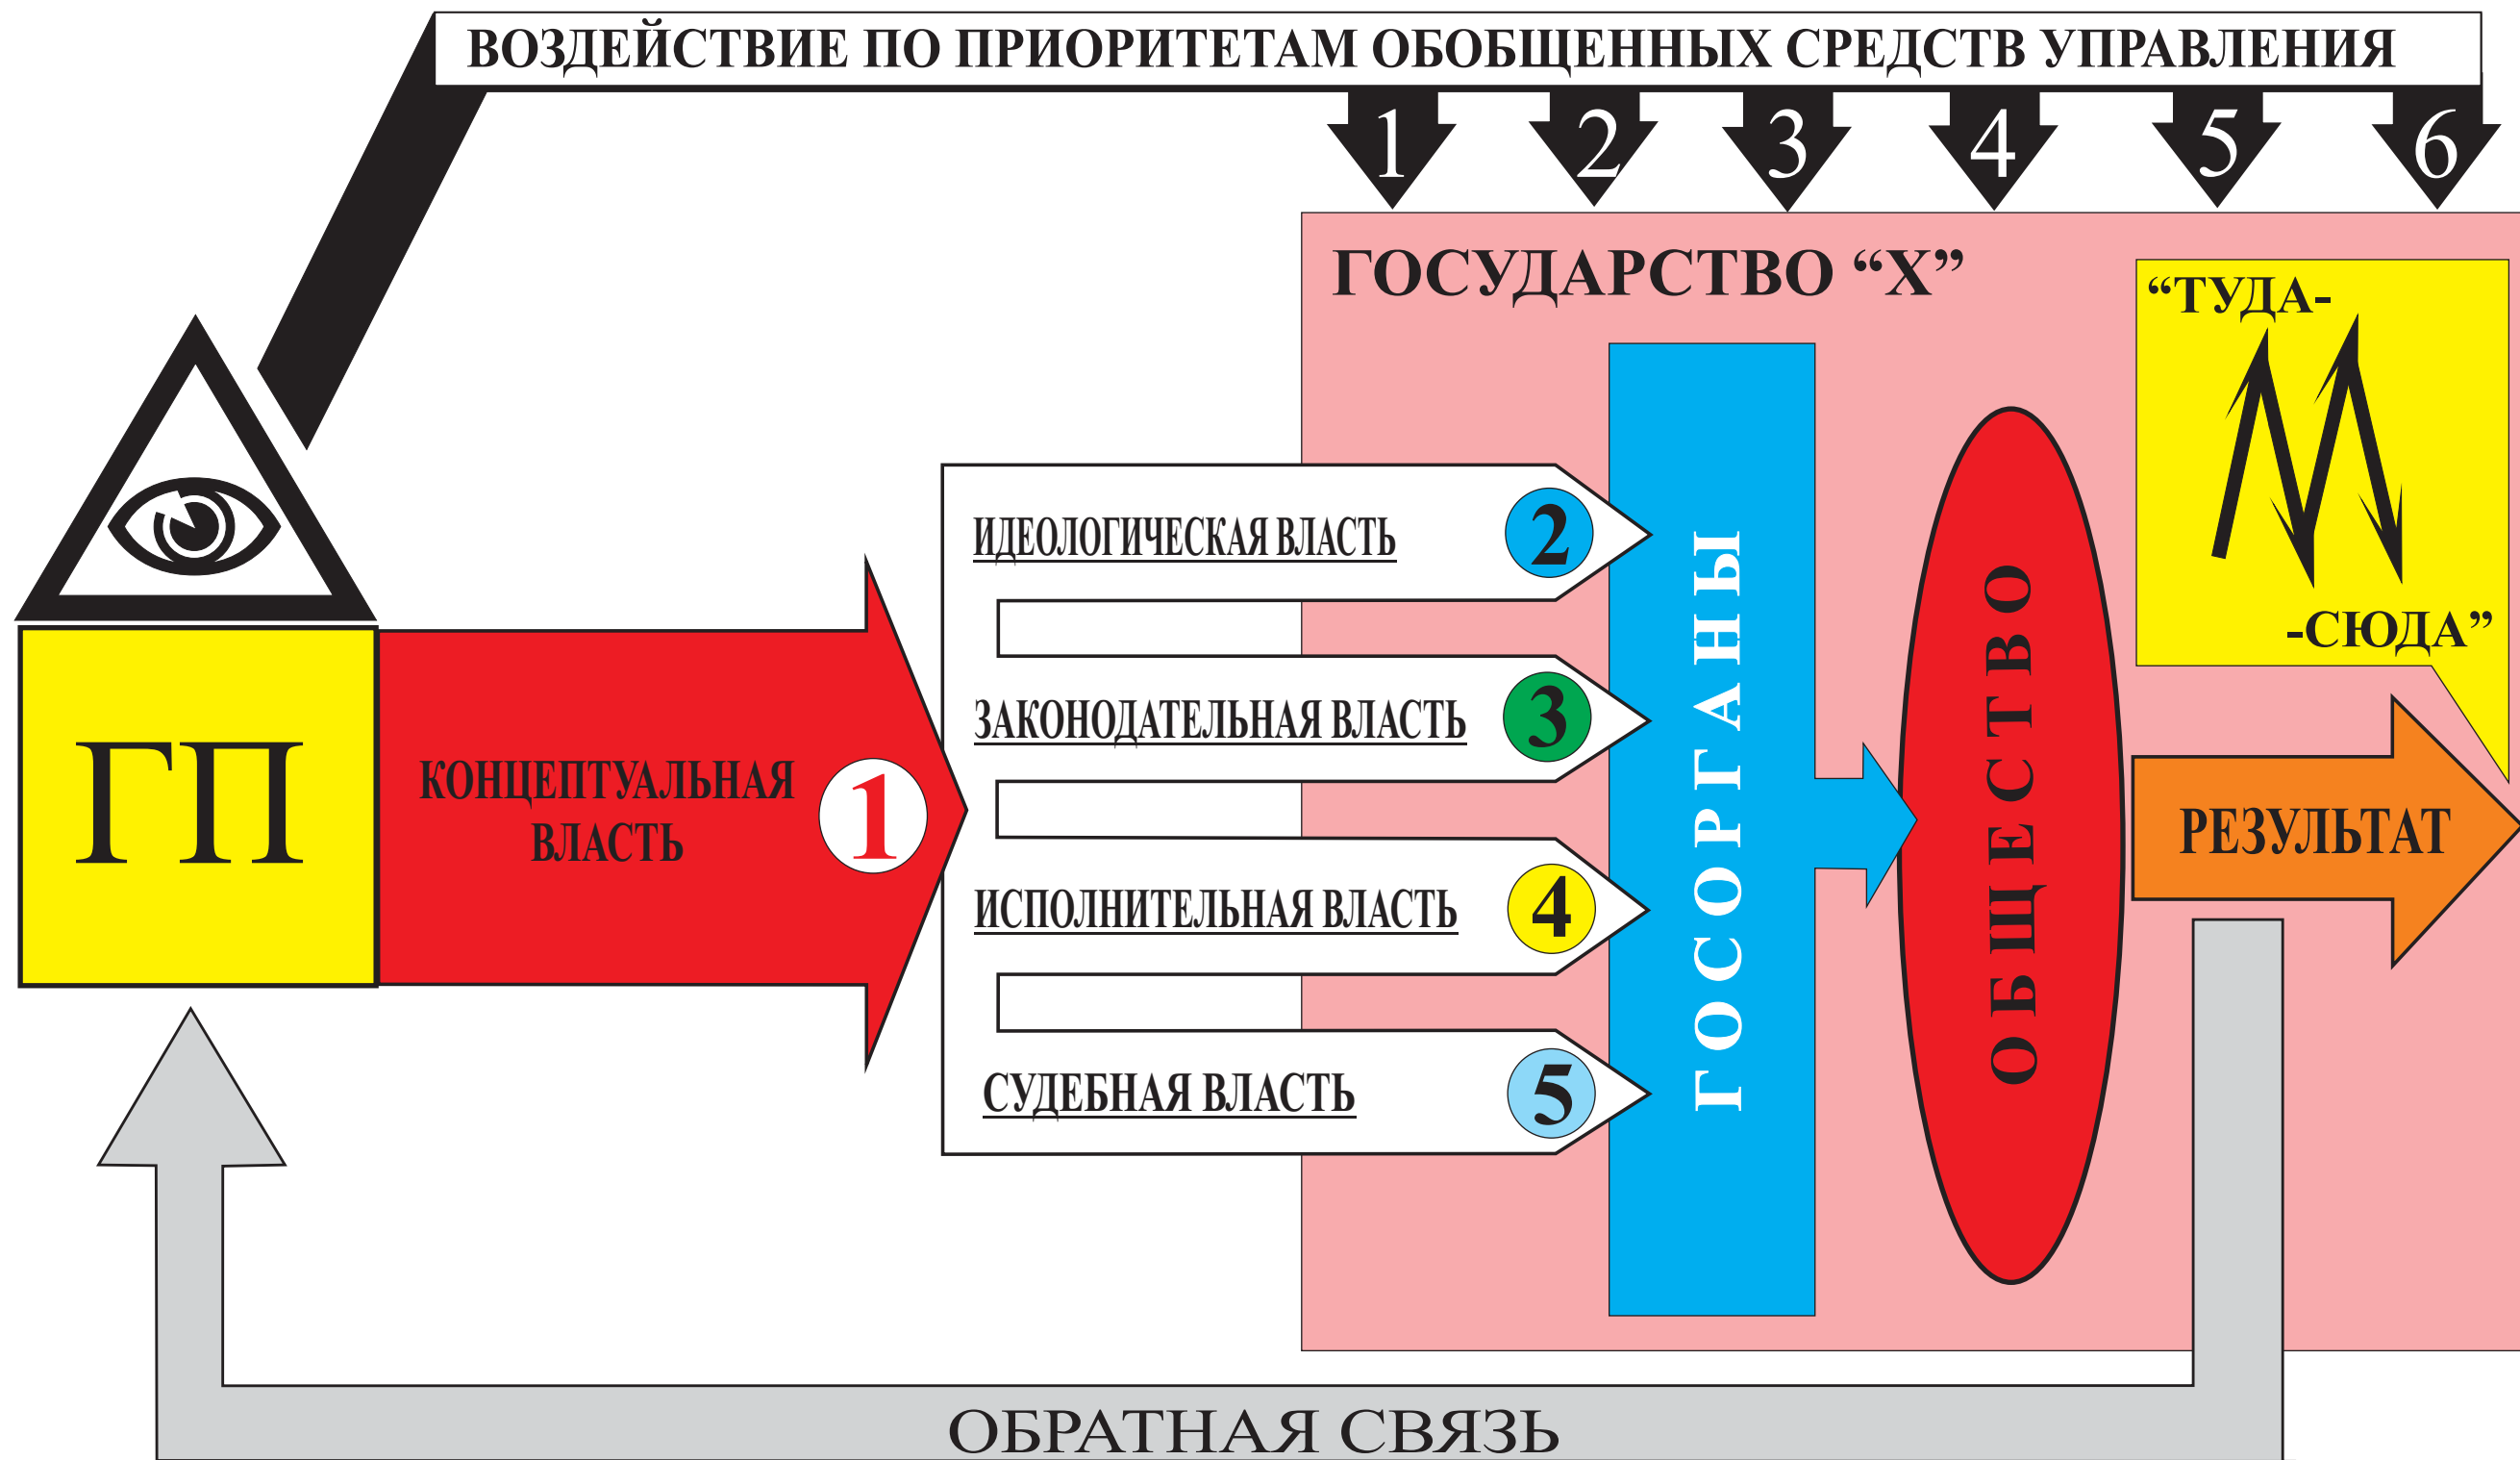 ВОЗДЕЙСТВИЕ ПО ПРИОРИТЕТАМ ОБОБЩЕННЫХ СРЕДСТВ УПРАВЛЕНИЯ
1 2 3 4 5 6
ГОСУДАРСТВО “Х”
“ТУДА-
-СЮДА”
ГП
КОНЦЕПТУАЛЬНАЯ
ВЛАСТЬ
1
ИДЕОЛОГИЧЕСКАЯ ВЛАСТЬ 2
ЗАКОНОДАТЕЛЬНАЯ ВЛАСТЬ 3
ИСПОЛНИТЕЛЬНАЯ ВЛАСТЬ 4
СУДЕБНАЯ ВЛАСТЬ 5
ГОСОРГАНЫ
ОБЩЕСТВО
РЕЗУЛЬТАТ
ОБРАТНАЯ СВЯЗЬ